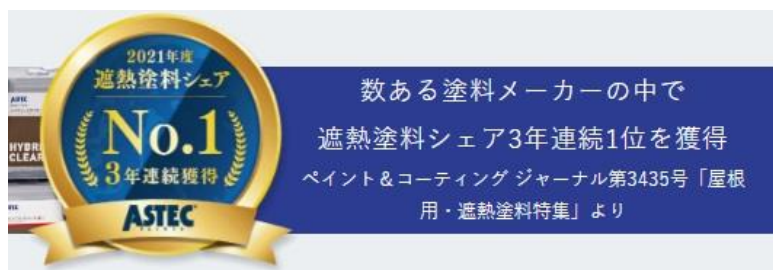 2021年度
遮熱塗料シェア
No.1
3年連続獲得
ASTEC
ASTEC
HYBRI
CLEAR
数ある塗料メーカーの中で
遮熱塗料シェア3年連続1位を獲得
ペイント＆コーティング ジャーナル第3435号「屋根
用・遮熱塗料特集」より